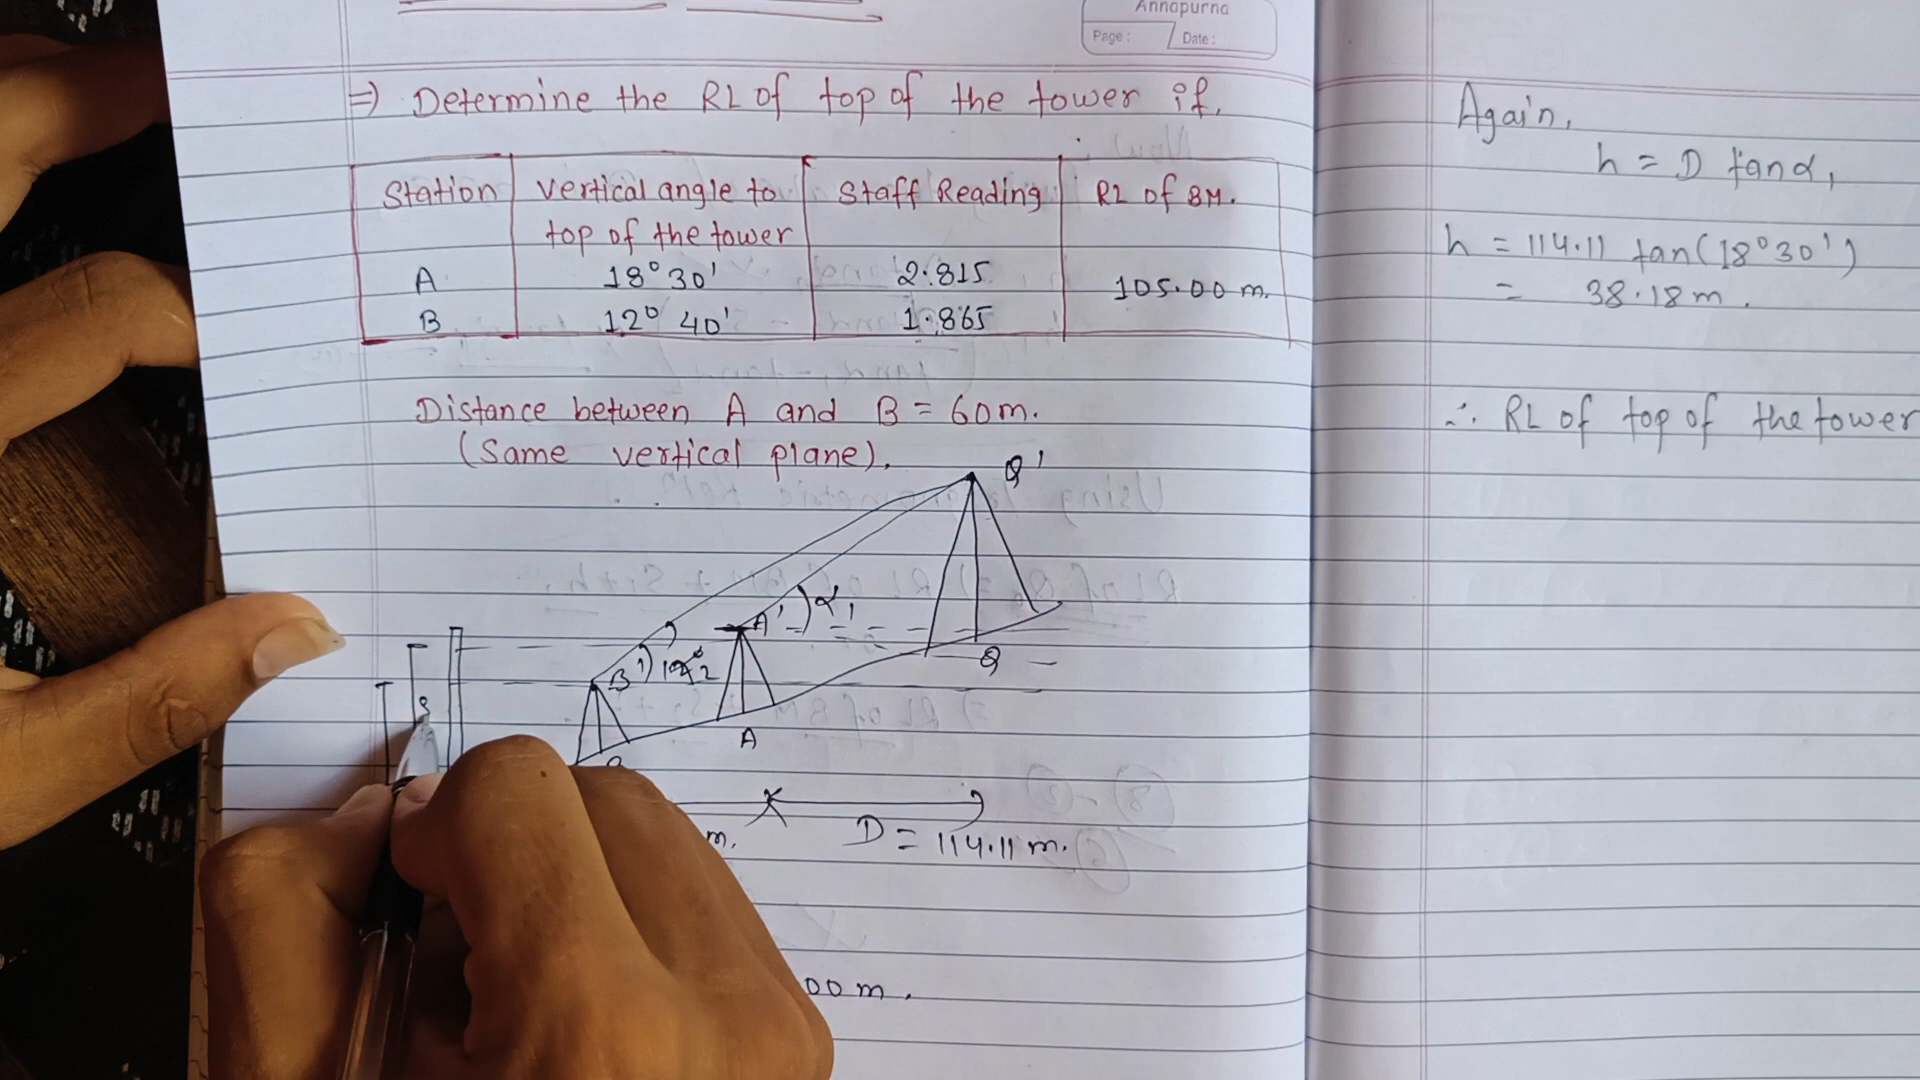 Annapurna
Page :
Date :
=) Determine the RL of top of the tower if,
Station
Vertical angle to top of the tower
Staff Reading
RL of BM.
A
18° 30'
2.815
105.00 m.
B
12° 40'
1.865
Distance between A and B = 60m.
(Same vertical plane).
Q'
A'
α1
B'
Q
A
D = 114.11 m.
m.
00 m.
Again,
h = D tanα1
h = 114.11 tan(18°30')
= 38.18 m.
∴ RL of top of the tower